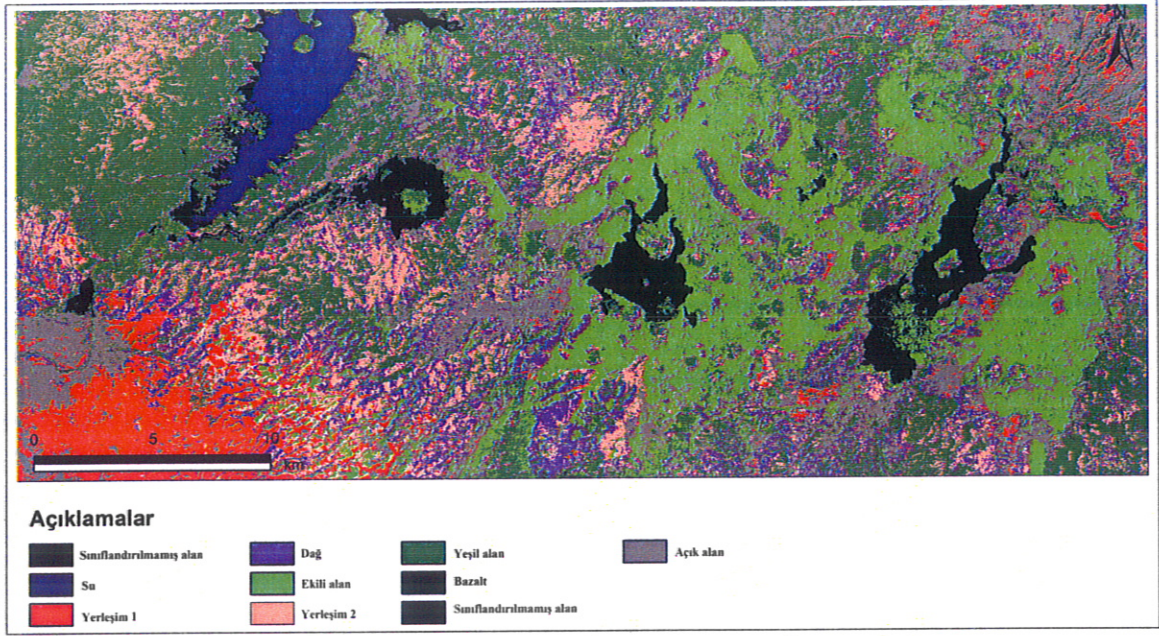 0 5 10
km
Açıklamalar
Sınıflandırılmamış alan
Su
Yerleşim 1
Dağ
Ekili alan
Yerleşim 2
Yeşil alan
Bazalt
Sınıflandırılmamış alan
Açık alan